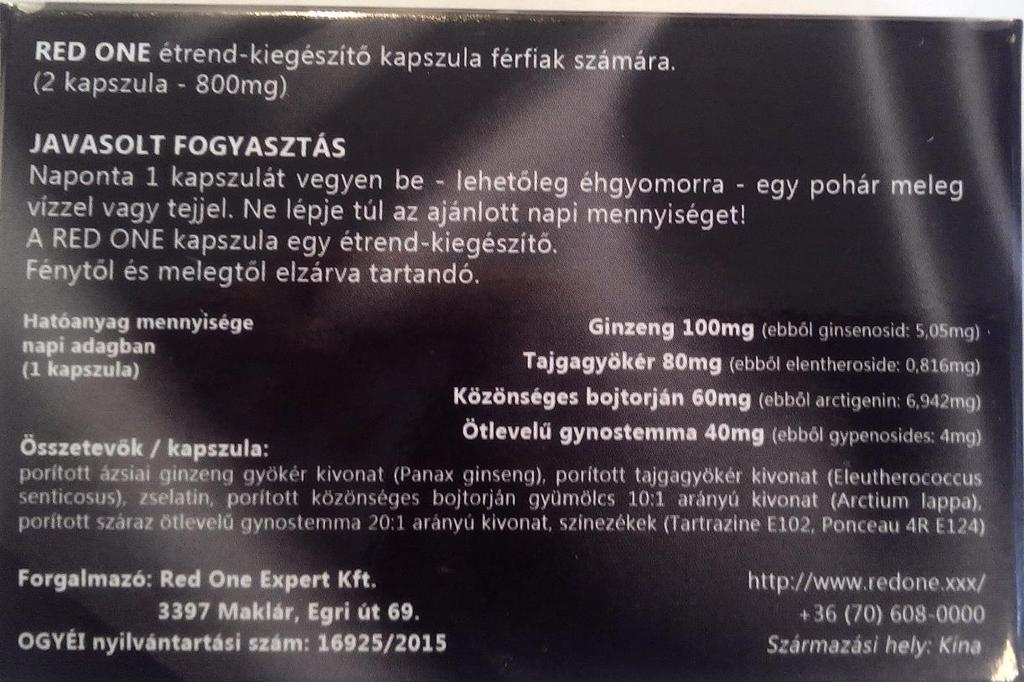 RED ONE étrend-kiegészítő kapszula férfiak számára.
(2 kapszula - 800mg)
JAVASOLT FOGYASZTÁS
Naponta 1 kapszulát vegyen be - lehetőleg éhgyomorra - egy pohár meleg
vízzel vagy tejjel. Ne lépje túl az ajánlott napi mennyiséget!
A RED ONE kapszula egy étrend-kiegészítő.
Fénytől és melegtől elzárva tartandó.
Hatóanyag mennyisége
napi adagban
(1 kapszula)
Ginzeng 100mg (ebből ginsenosid: 5,05mg)
Tajgagyökér 80mg (ebből elentheroside: 0,816mg)
Közönséges bojtorján 60mg (ebből arctigenin: 6,942mg)
Ötlevelű gynostemma 40mg (ebből gypenosides: 4mg)
Összetevők / kapszula:
porított ázsiai ginzeng gyökér kivonat (Panax ginseng), porított tajgagyökér kivonat (Eleutherococcus
senticosus), zselatin, porított közönséges bojtorján gyümölcs 10:1 arányú kivonat (Arctium lappa),
porított száraz ötlevelű gynostemma 20:1 arányú kivonat, színezékek (Tartrazine E102, Ponceau 4R E124)
Forgalmazó: Red One Expert Kft.
3397 Maklár, Egri út 69.
OGYÉI nyilvántartási szám: 16925/2015
http://www.redone.xxx/
+36 (70) 608-0000
Származási hely: Kína